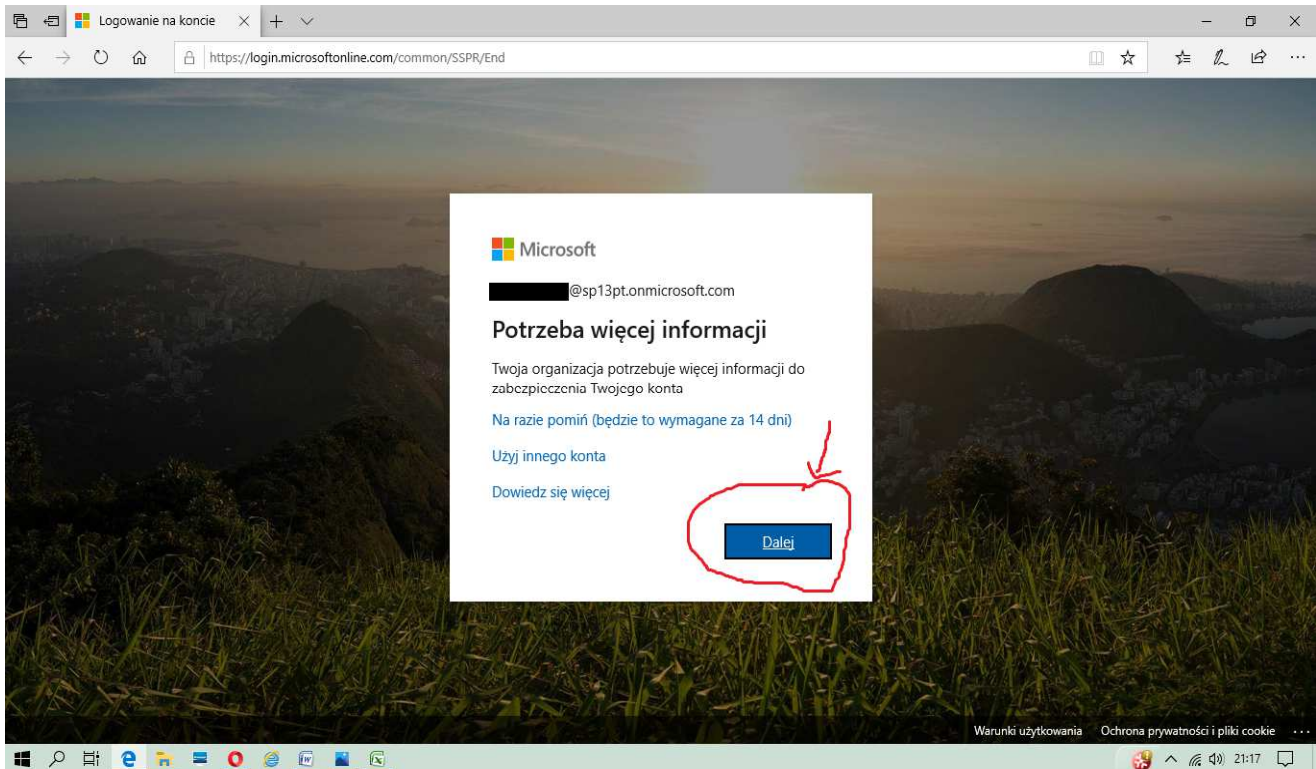 Logowanie na koncie
https://login.microsoftonline.com/common/SSPR/End
Microsoft
@sp13pt.onmicrosoft.com
Potrzeba więcej informacji
Twoja organizacja potrzebuje więcej informacji do
zabezpieczenia Twojego konta
Na razie pomiń (będzie to wymagane za 14 dni)
Użyj innego konta
Dowiedz się więcej
Dalej
Warunki użytkowania Ochrona prywatności i pliki cookie
21:17